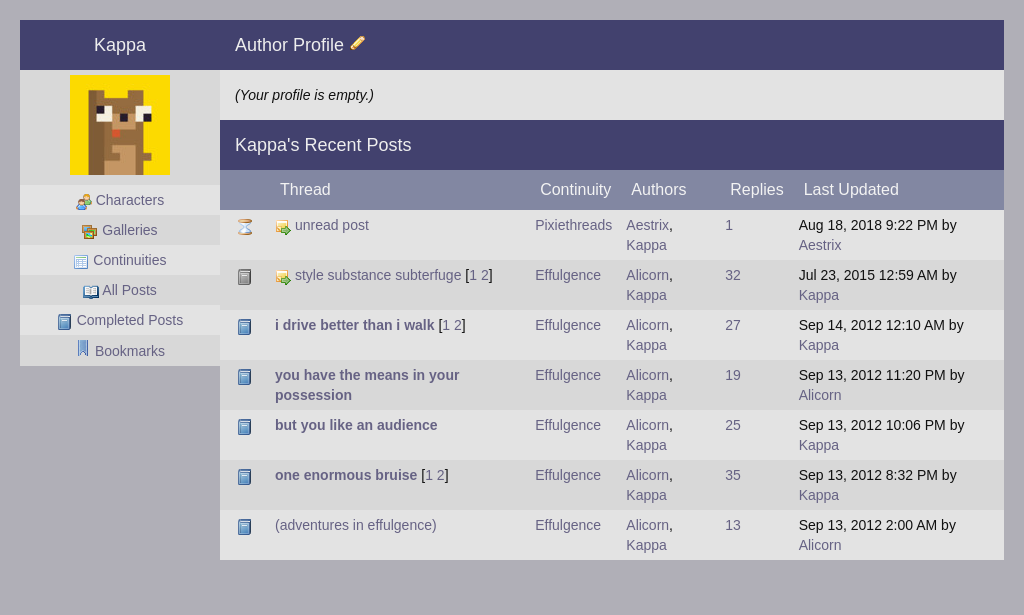 Kappa
Characters
Galleries
Continuities
All Posts
Completed Posts
Bookmarks
Author Profile
(Your profile is empty.)
Kappa's Recent Posts
Thread Continuity Authors Replies Last Updated
unread post Pixiethreads Aestrix, 1 Aug 18, 2018 9:22 PM by
Kappa Aestrix
style substance subterfuge [1 2] Effulgence Alicorn, 32 Jul 23, 2015 12:59 AM by
Kappa Kappa
i drive better than i walk [1 2] Effulgence Alicorn, 27 Sep 14, 2012 12:10 AM by
Kappa Kappa
you have the means in your Effulgence Alicorn, 19 Sep 13, 2012 11:20 PM by
possession Kappa Alicorn
but you like an audience Effulgence Alicorn, 25 Sep 13, 2012 10:06 PM by
Kappa Kappa
one enormous bruise [1 2] Effulgence Alicorn, 35 Sep 13, 2012 8:32 PM by
Kappa Kappa
(adventures in effulgence) Effulgence Alicorn, 13 Sep 13, 2012 2:00 AM by
Kappa Alicorn